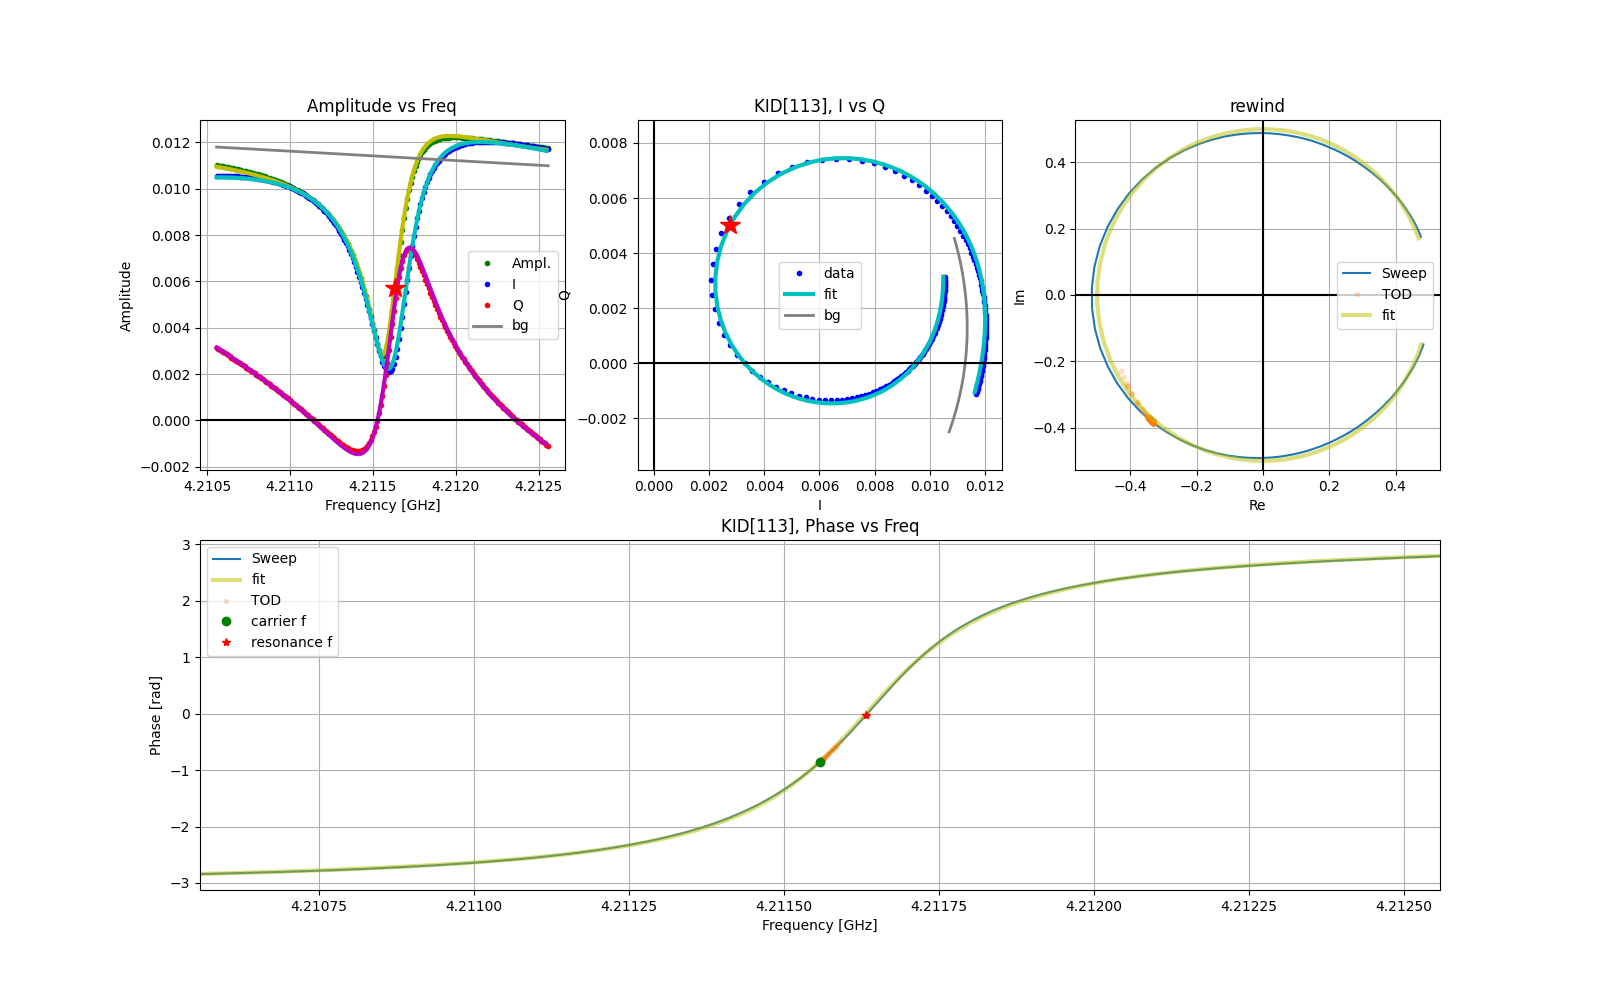 Amplitude vs Freq
Amplitude
0.012
0.010
0.008
0.006
0.004
0.002
0.000
−0.002
4.2105
4.2110
4.2115
4.2120
4.2125
Frequency [GHz]
Ampl.
I
Q
bg
KID[113], I vs Q
Q
0.008
0.006
0.004
0.002
0.000
−0.002
0.000
0.002
0.004
0.006
0.008
0.010
0.012
I
data
fit
bg
rewind
Im
0.4
0.2
0.0
−0.2
−0.4
−0.4
−0.2
0.0
0.2
0.4
Re
Sweep
TOD
fit
KID[113], Phase vs Freq
Phase [rad]
3
2
1
0
−1
−2
−3
4.21075
4.21100
4.21125
4.21150
4.21175
4.21200
4.21225
4.21250
Frequency [GHz]
Sweep
fit
TOD
carrier f
resonance f